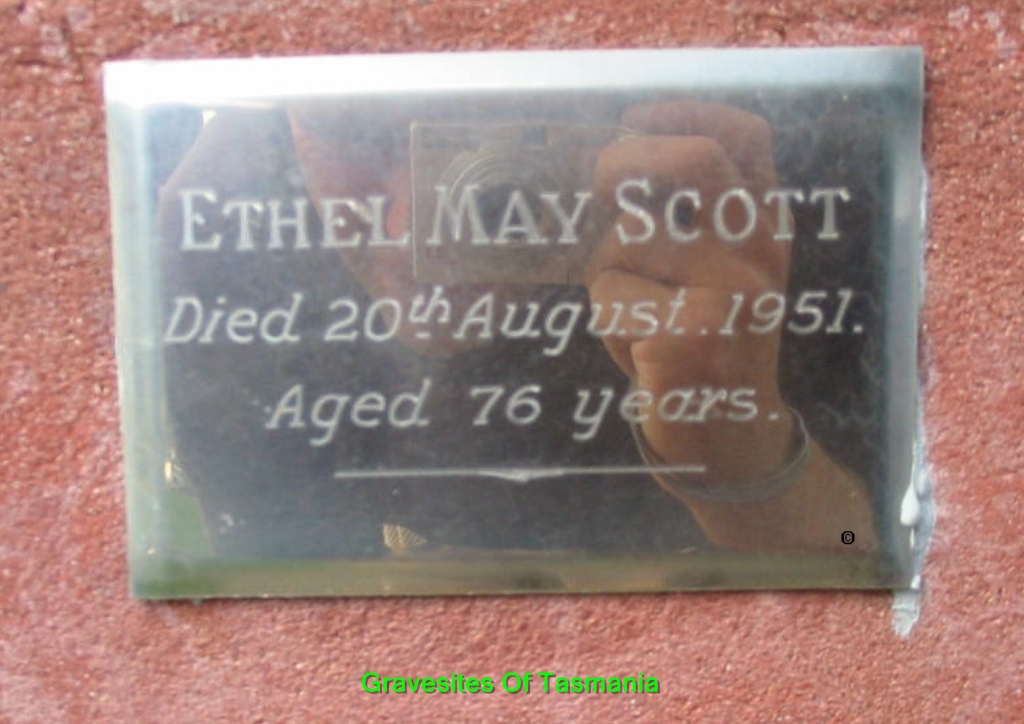 ETHEL MAY SCOTT
Died 20th August. 1951.
Aged 76 years.
©
Gravesites Of Tasmania